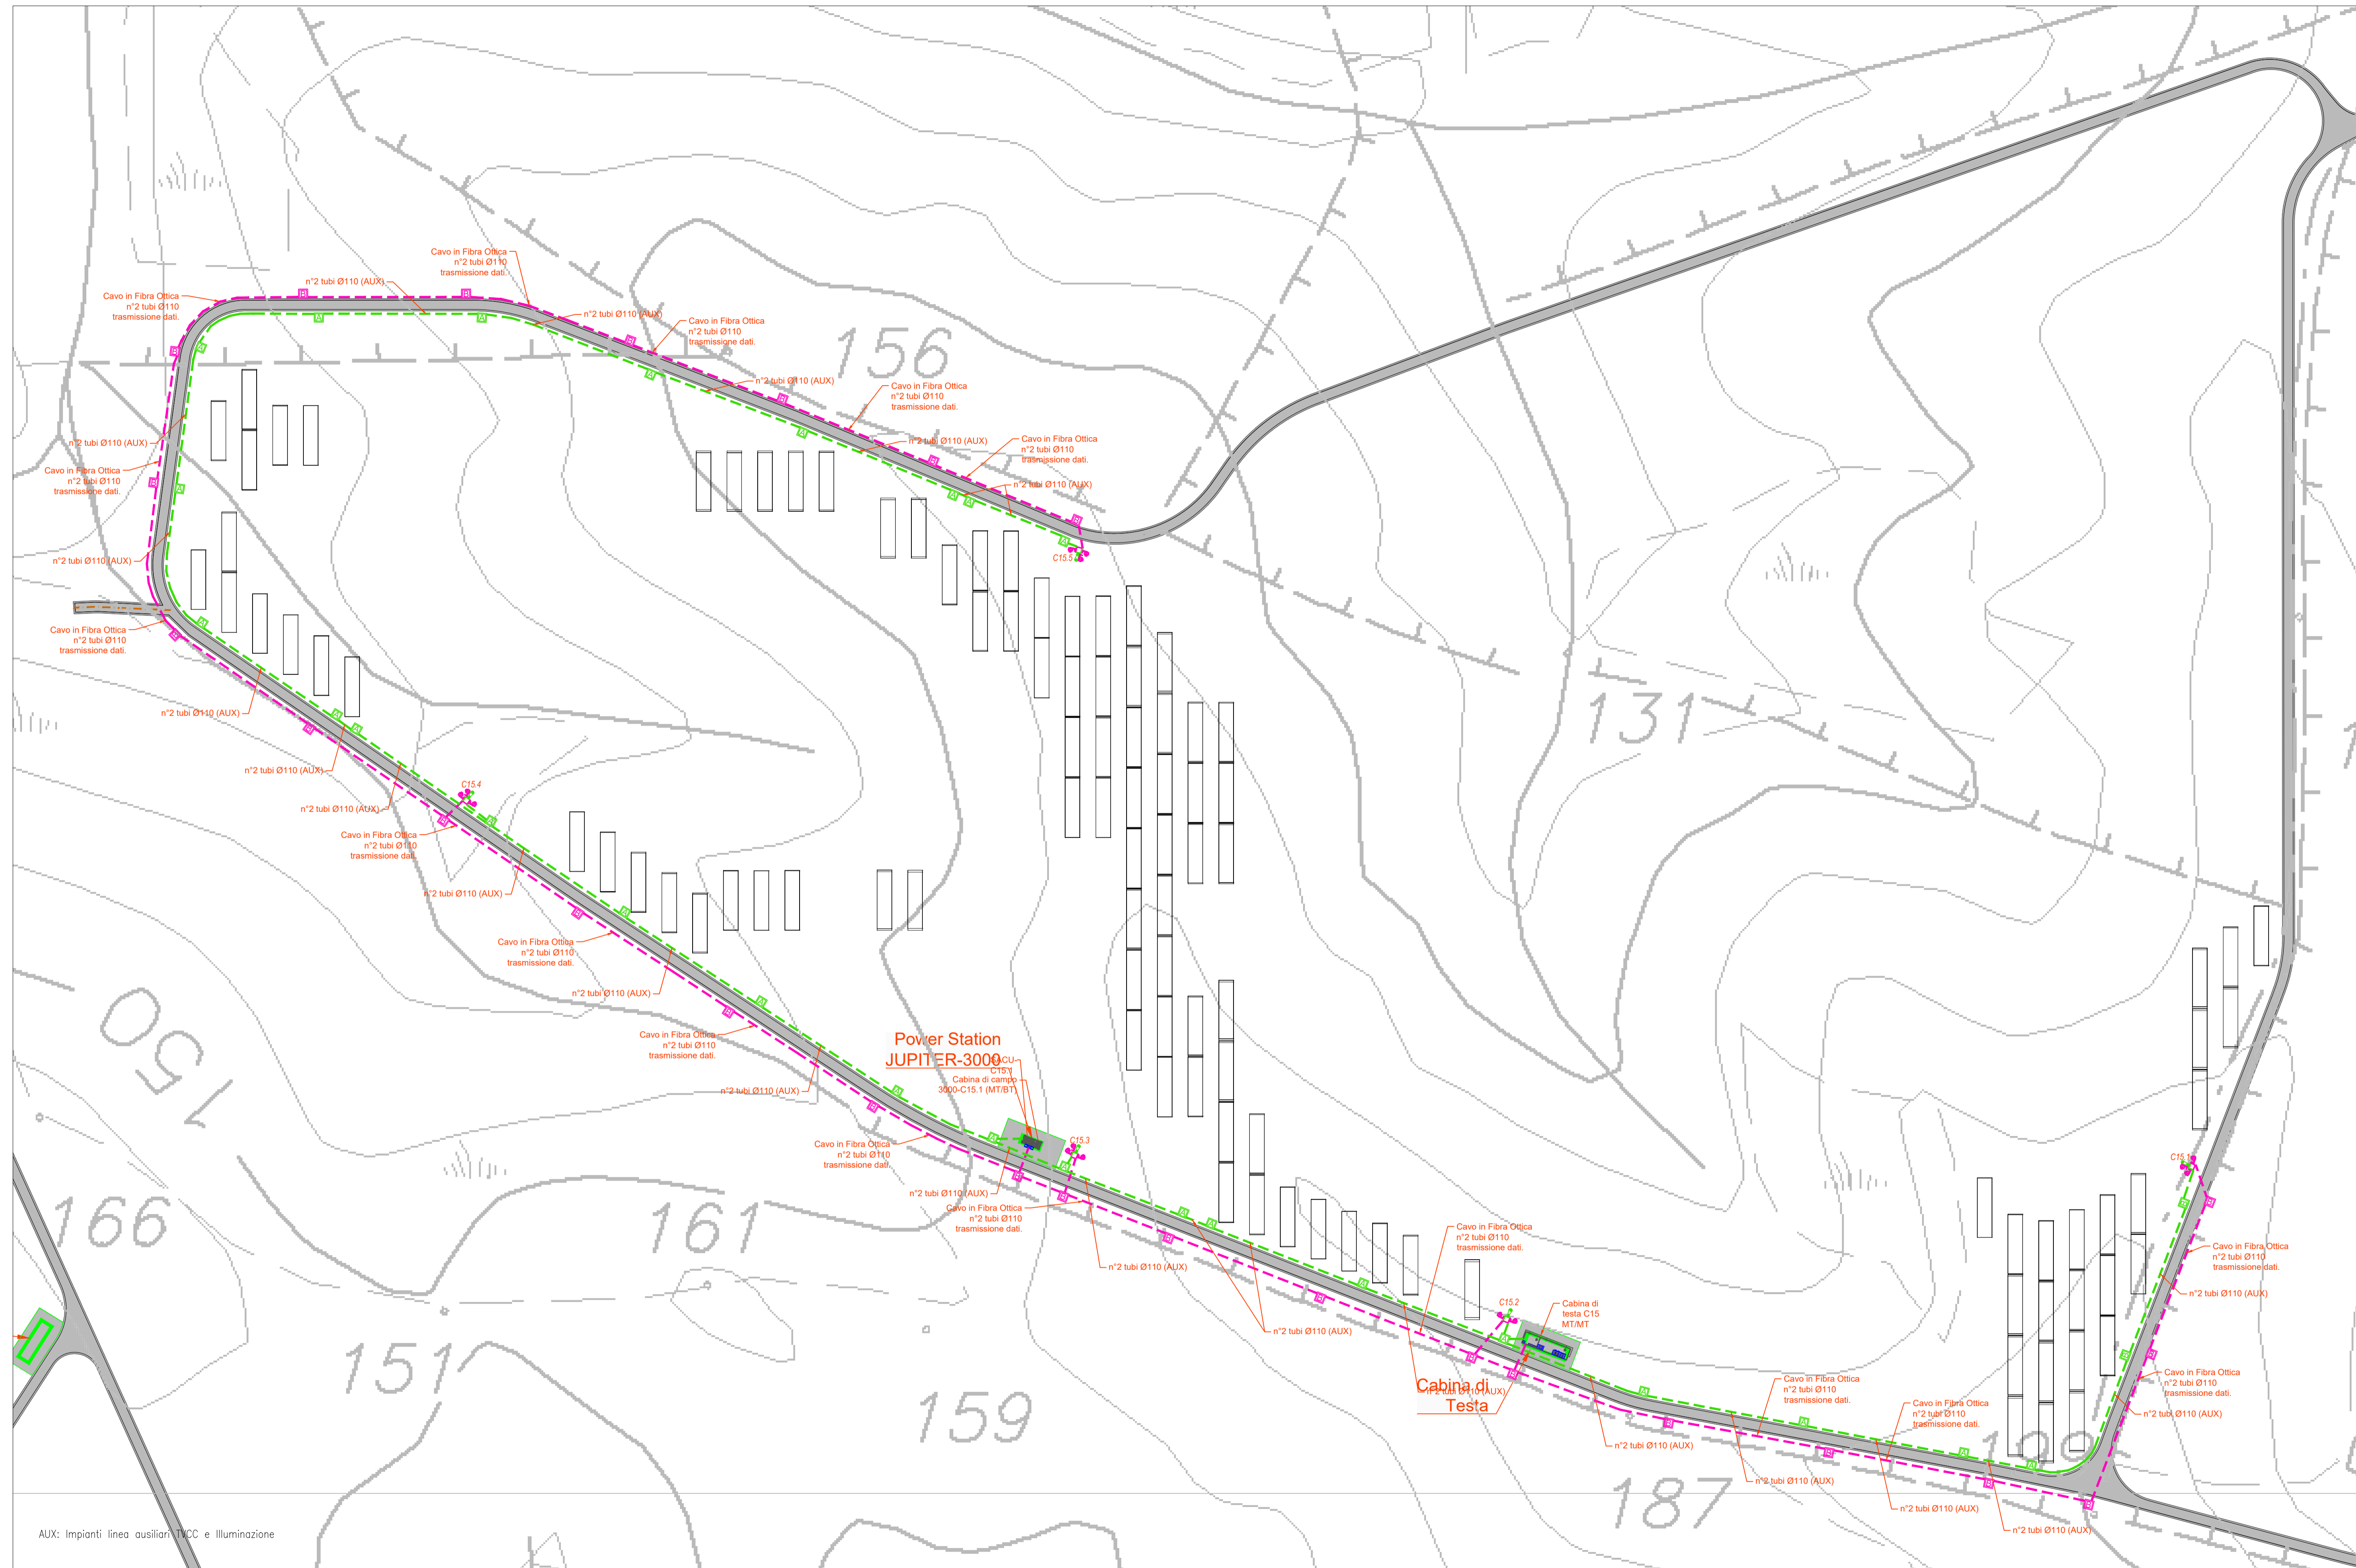 Cavo in Fibra Ottica
n°2 tubi Ø110
trasmissione dati.
n°2 tubi Ø110 (AUX)
Cavo in Fibra Ottica
n°2 tubi Ø110
trasmissione dati.
n°2 tubi Ø110 (AUX)
Cavo in Fibra Ottica
n°2 tubi Ø110
trasmissione dati.
156
n°2 tubi Ø110 (AUX)
Cavo in Fibra Ottica
n°2 tubi Ø110
trasmissione dati.
n°2 tubi Ø110 (AUX)
Cavo in Fibra Ottica
n°2 tubi Ø110
trasmissione dati.
n°2 tubi Ø110 (AUX)
C15.5
n°2 tubi Ø110 (AUX)
Cavo in Fibra Ottica
n°2 tubi Ø110
trasmissione dati.
n°2 tubi Ø110 (AUX)
Cavo in Fibra Ottica
n°2 tubi Ø110
trasmissione dati.
n°2 tubi Ø110 (AUX)
131
n°2 tubi Ø110 (AUX)
C15.4
n°2 tubi Ø110 (AUX)
Cavo in Fibra Ottica
n°2 tubi Ø110
trasmissione dati.
n°2 tubi Ø110 (AUX)
Cavo in Fibra Ottica
n°2 tubi Ø110
trasmissione dati.
n°2 tubi Ø110 (AUX)
150
Cavo in Fibra Ottica
n°2 tubi Ø110
trasmissione dati.
n°2 tubi Ø110 (AUX)
Power Station
JUPITER-3000
C15.1
Cabina di campo
3000-C15.1 (MT/BT)
C15.3
Cavo in Fibra Ottica
n°2 tubi Ø110
trasmissione dati.
n°2 tubi Ø110 (AUX)
Cavo in Fibra Ottica
n°2 tubi Ø110
trasmissione dati.
n°2 tubi Ø110 (AUX)
C15.1
166
161
Cavo in Fibra Ottica
n°2 tubi Ø110
trasmissione dati.
Cavo in Fibra Ottica
n°2 tubi Ø110
trasmissione dati.
n°2 tubi Ø110 (AUX)
C15.2
Cabina di
testa C15
MT/MT
n°2 tubi Ø110 (AUX)
151
159
Cabina di
Testa
n°2 tubi Ø110 (AUX)
Cavo in Fibra Ottica
n°2 tubi Ø110
trasmissione dati.
Cavo in Fibra Ottica
n°2 tubi Ø110
trasmissione dati.
Cavo in Fibra Ottica
n°2 tubi Ø110
trasmissione dati.
n°2 tubi Ø110 (AUX)
n°2 tubi Ø110 (AUX)
n°2 tubi Ø110 (AUX)
n°2 tubi Ø110 (AUX)
n°2 tubi Ø110 (AUX)
187
AUX: Impianti linea ausiliari TVCC e Illuminazione